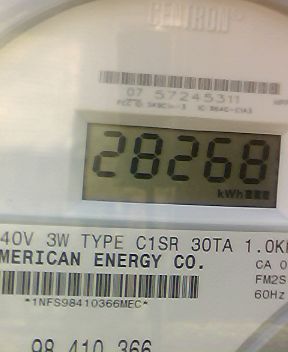 CENTRON
07 57245311
28268
kWh
40V 3W TYPE C1SR 30TA 1.0K
MERICAN ENERGY CO.
CA 0
FM2S
60Hz
*1NFS98410366MEC*
98 410 366